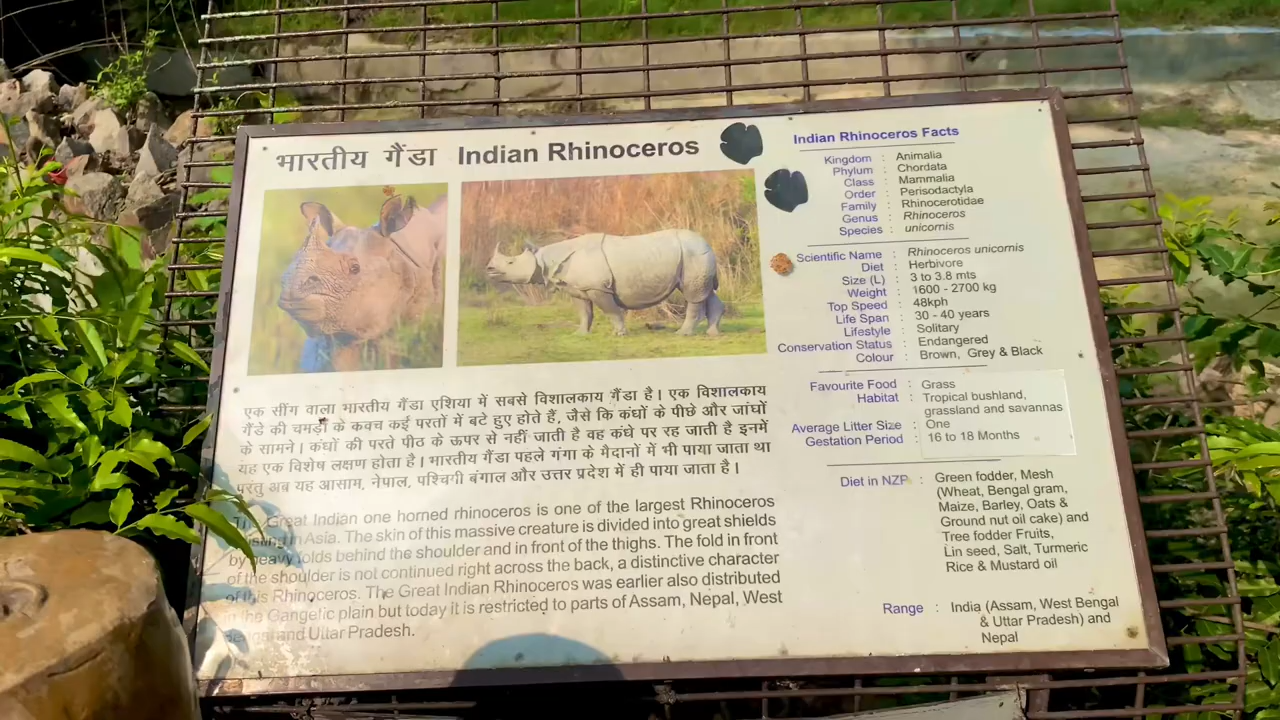 भारतीय गैंडा Indian Rhinoceros
एक सींग वाला भारतीय गैंडा एशिया में सबसे विशालकाय गैंडा है। एक विशालकाय
गैंडे की चमड़ी के कवच कई परतों में बटे हुए होते हैं, जैसे कि कंधों के पीछे और जांघों
के सामने। कंधों की परते पीठ के ऊपर से नहीं जाती है वह कंधे पर रह जाती है इनमें
यह एक विशेष लक्षण होता है। भारतीय गैंडा पहले गंगा के मैदानों में भी पाया जाता था
परंतु अब यह आसाम, नेपाल, पश्चिमी बंगाल और उत्तर प्रदेश में ही पाया जाता है।
The Great Indian one horned rhinoceros is one of the largest Rhinoceros
existing in Asia. The skin of this massive creature is divided into great shields
by heavy folds behind the shoulder and in front of the thighs. The fold in front
of the shoulder is not continued right across the back, a distinctive character
of this Rhinoceros. The Great Indian Rhinoceros was earlier also distributed
in the Gangetic plain but today it is restricted to parts of Assam, Nepal, West
Bengal and Uttar Pradesh.
Indian Rhinoceros Facts
Kingdom : Animalia
Phylum : Chordata
Class : Mammalia
Order : Perisodactyla
Family : Rhinocerotidae
Genus : Rhinoceros
Species : unicornis
Scientific Name : Rhinoceros unicornis
Diet : Herbivore
Size (L) : 3 to 3.8 mts
Weight : 1600 - 2700 kg
Top Speed : 48kph
Life Span : 30 - 40 years
Lifestyle : Solitary
Conservation Status : Endangered
Colour : Brown, Grey & Black
Favourite Food : Grass
Habitat : Tropical bushland,
grassland and savannas
Average Litter Size : One
Gestation Period : 16 to 18 Months
Diet in NZP : Green fodder, Mesh
(Wheat, Bengal gram,
Maize, Barley, Oats &
Ground nut oil cake) and
Tree fodder Fruits,
Lin seed, Salt, Turmeric
Rice & Mustard oil
Range : India (Assam, West Bengal
& Uttar Pradesh) and
Nepal